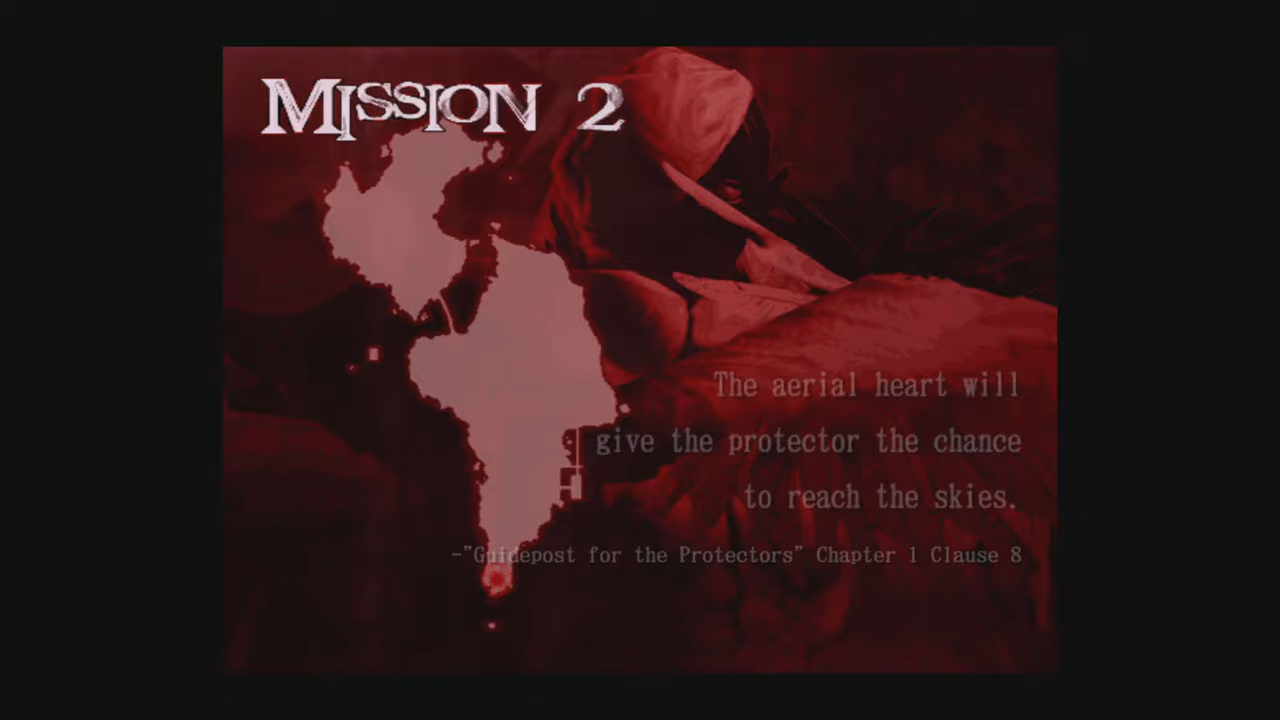 MISSION 2
The aerial heart will
give the protector the chance
to reach the skies.
-"Guidepost for the Protectors" Chapter 1 Clause 8